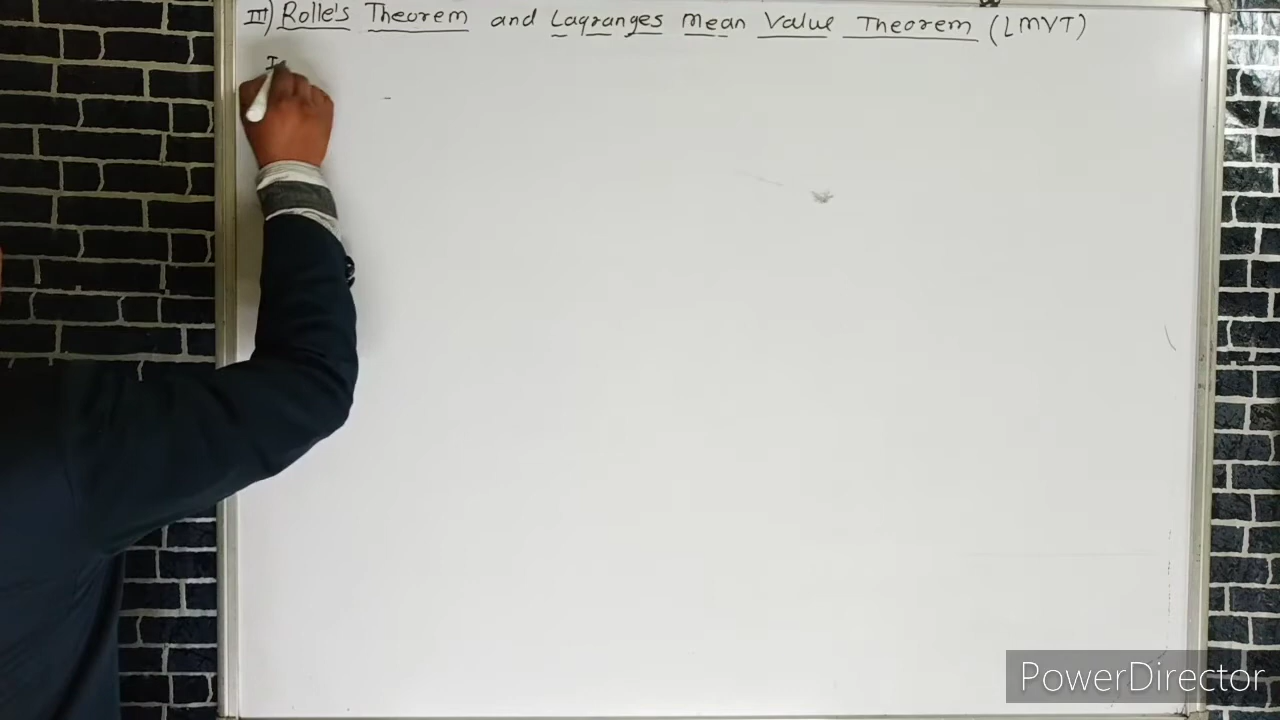 III) Rolle's Theorem and Lagranges Mean Value Theorem (LMVT)
I
PowerDirector